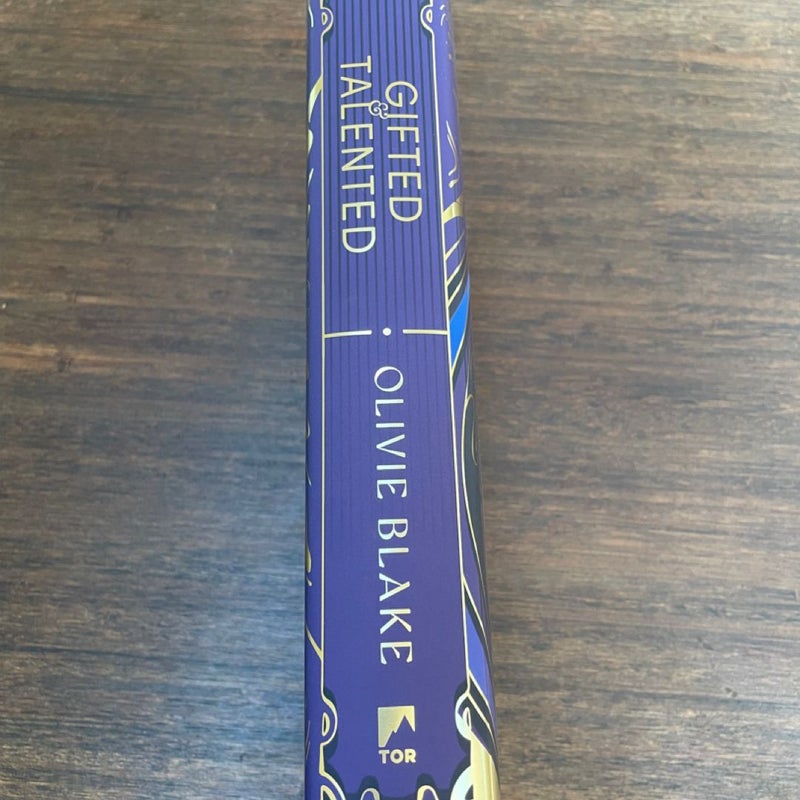 GIFTED
&
TALENTED
OLIVIE BLAKE
TOR